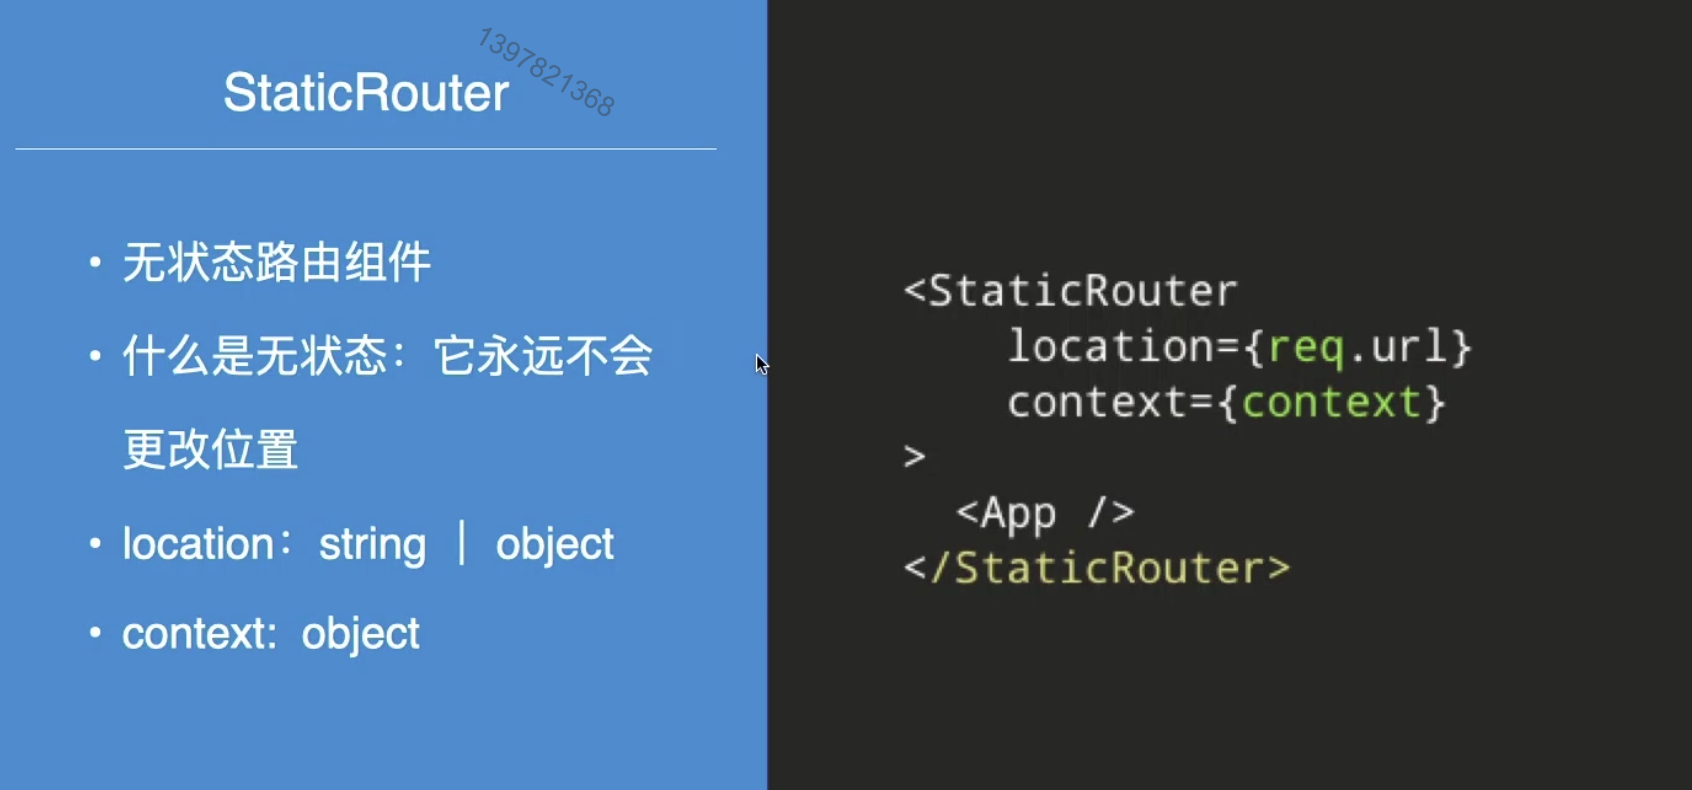 StaticRouter
1397821368
• 无状态路由组件
• 什么是无状态：它永远不会
更改位置
• location：string | object
• context：object
<StaticRouter
location={req.url}
context={context}
>
<App />
</StaticRouter>